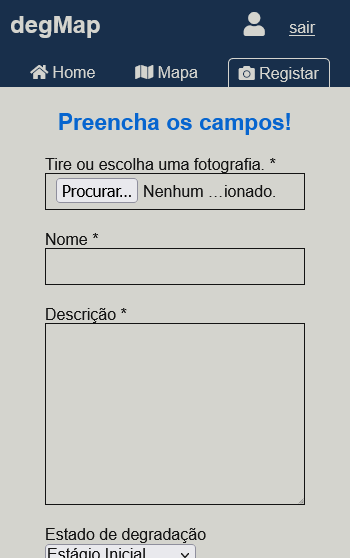 degMap
sair
Home
Mapa
Registar
Preencha os campos!
Tire ou escolha uma fotografia. *
Procurar... Nenhum ...ionado.
Nome *
Descrição *
Estado de degradação
Estágio Inicial